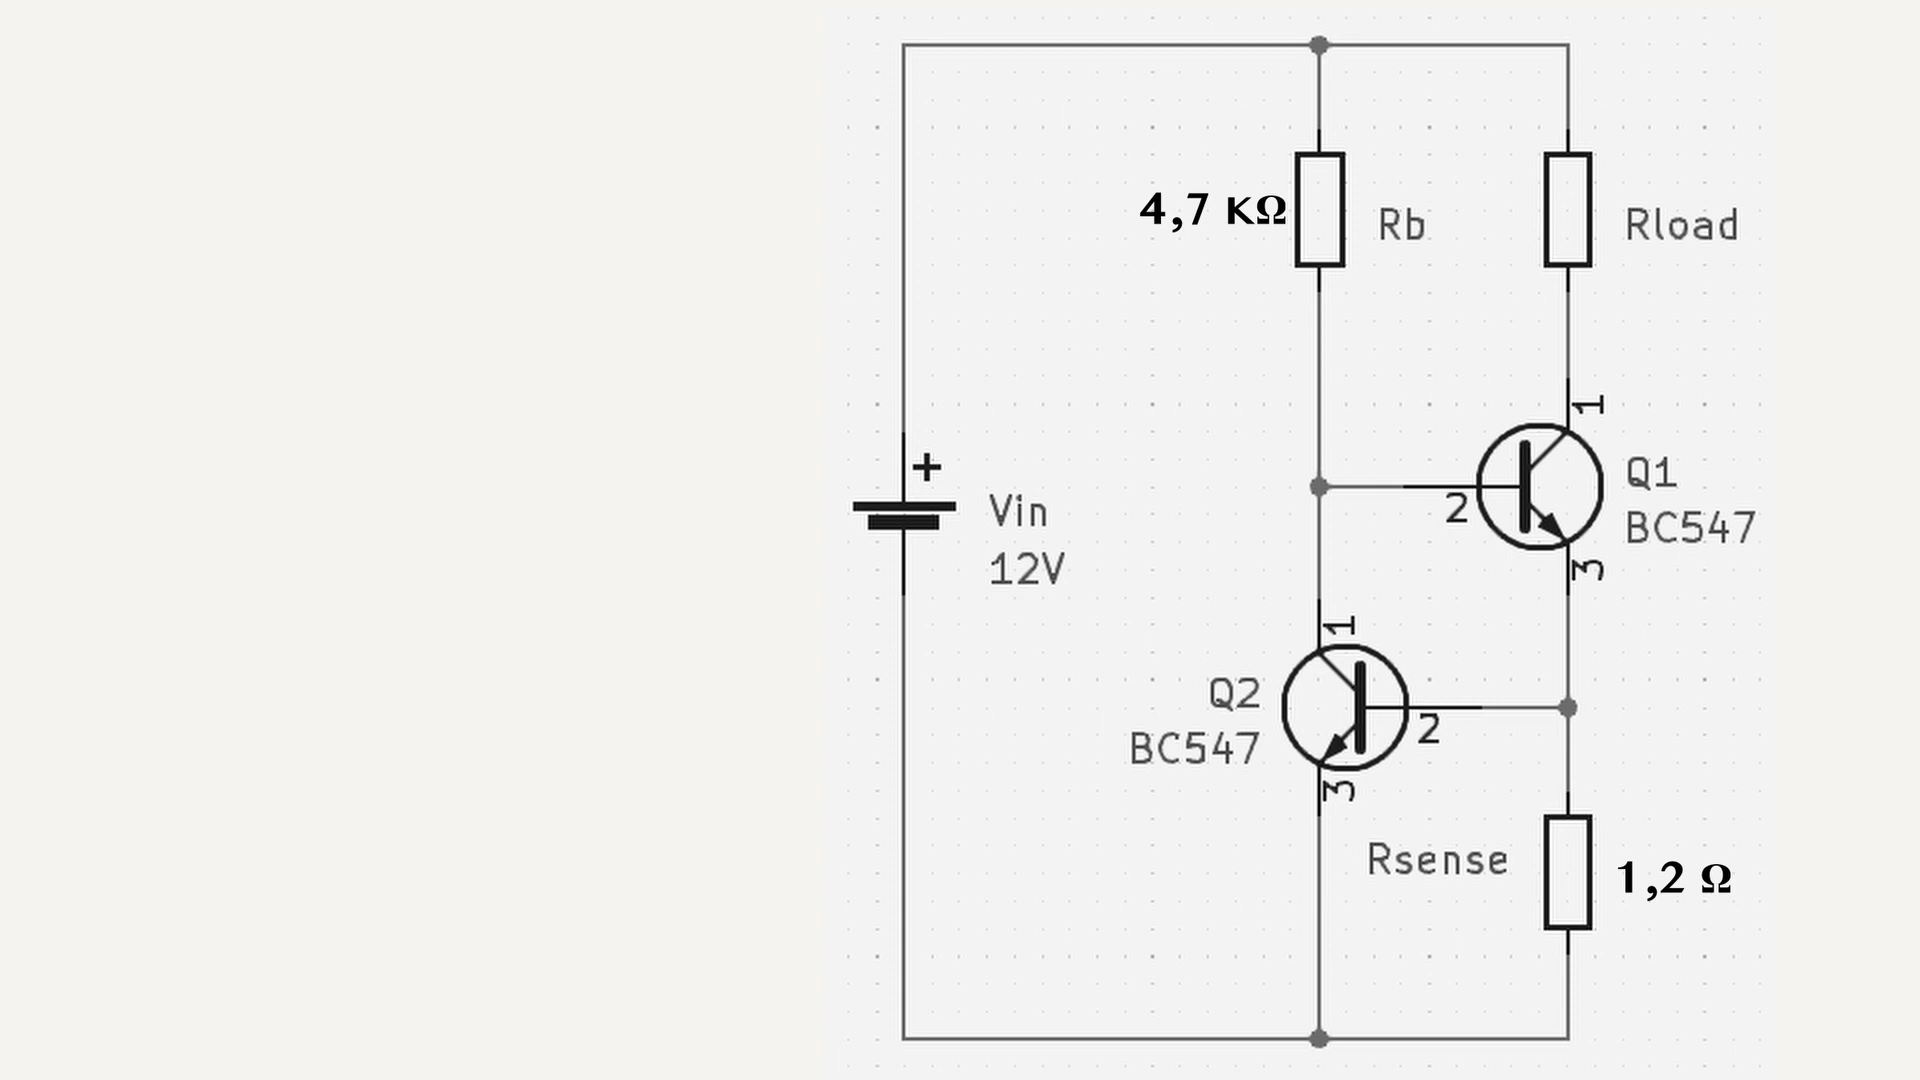 4,7 KΩ
Rb
Rload
1
+
Vin
12V
2
Q1
BC547
3
1
Q2
BC547
2
3
Rsense
1,2 Ω